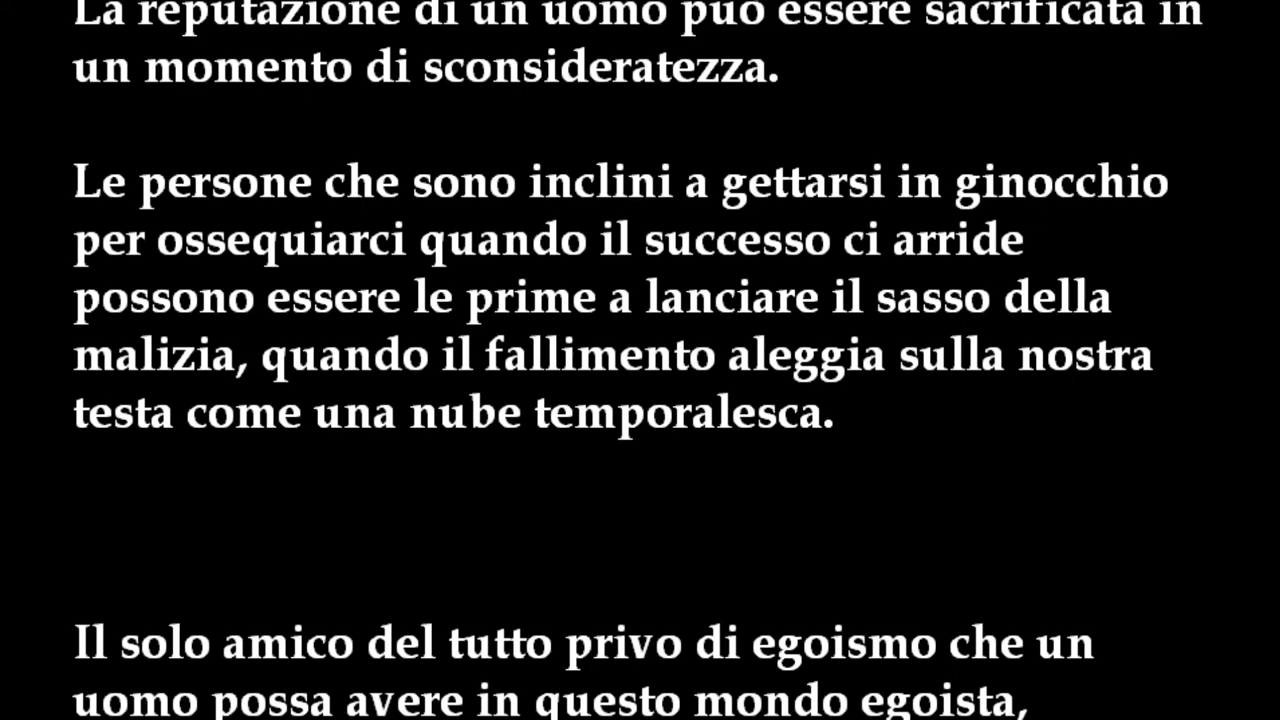 La reputazione di un uomo può essere sacrificata in
un momento di sconsideratezza.
Le persone che sono inclini a gettarsi in ginocchio
per ossequiarci quando il successo ci arride
possono essere le prime a lanciare il sasso della
malizia, quando il fallimento aleggia sulla nostra
testa come una nube temporalesca.
Il solo amico del tutto privo di egoismo che un
uomo possa avere in questo mondo egoista,